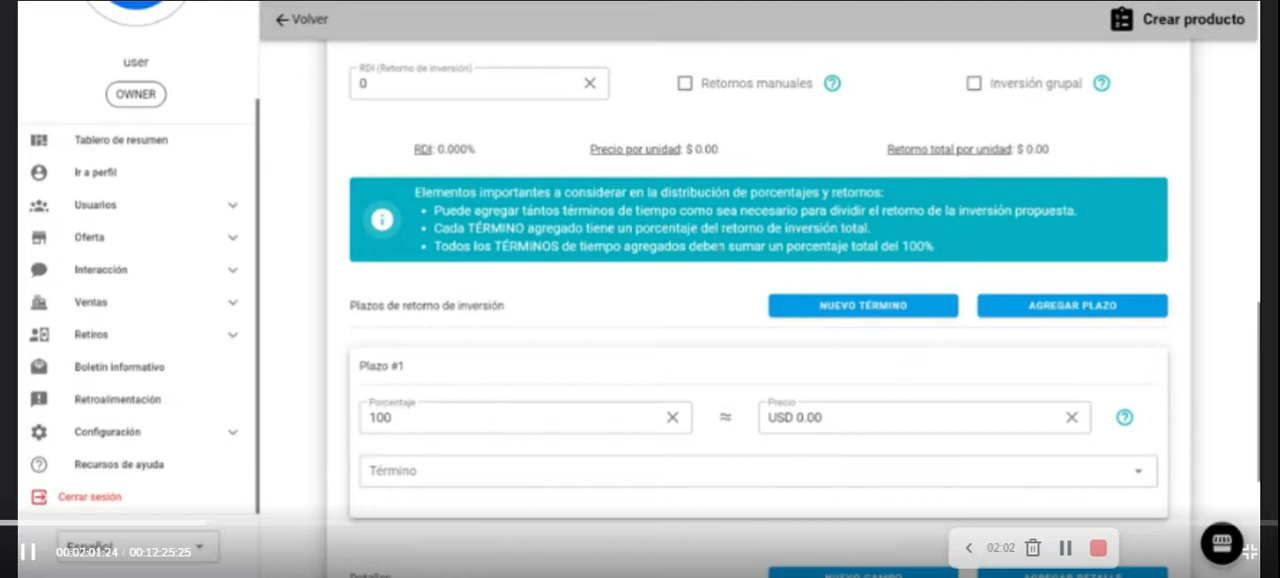 Volver
Crear producto
user
OWNER
Tablero de resumen
Ir a perfil
Usuarios
Oferta
Interacción
Ventas
Retiros
Boletín informativo
Retroalimentación
Configuración
Recursos de ayuda
Cerrar sesión
Español
00:02:01:24 / 00:12:25:25
RDI (Retorno de inversión)
0
Retornos manuales
Inversión grupal
RDI: 0.000%
Precio por unidad: $ 0.00
Retorno total por unidad: $ 0.00
Elementos importantes a considerar en la distribución de porcentajes y retornos:
• Puede agregar tántos términos de tiempo como sea necesario para dividir el retorno de la inversión propuesta.
• Cada TÉRMINO agregado tiene un porcentaje del retorno de inversión total.
• Todos los TÉRMINOS de tiempo agregados deben sumar un porcentaje total del 100%
Plazos de retorno de inversión
NUEVO TÉRMINO
AGREGAR PLAZO
Plazo #1
Porcentaje
100
≈
Precio
USD 0.00
Término
02:02
Detalles
NUEVO CAMPO
AGREGAR DETALLE